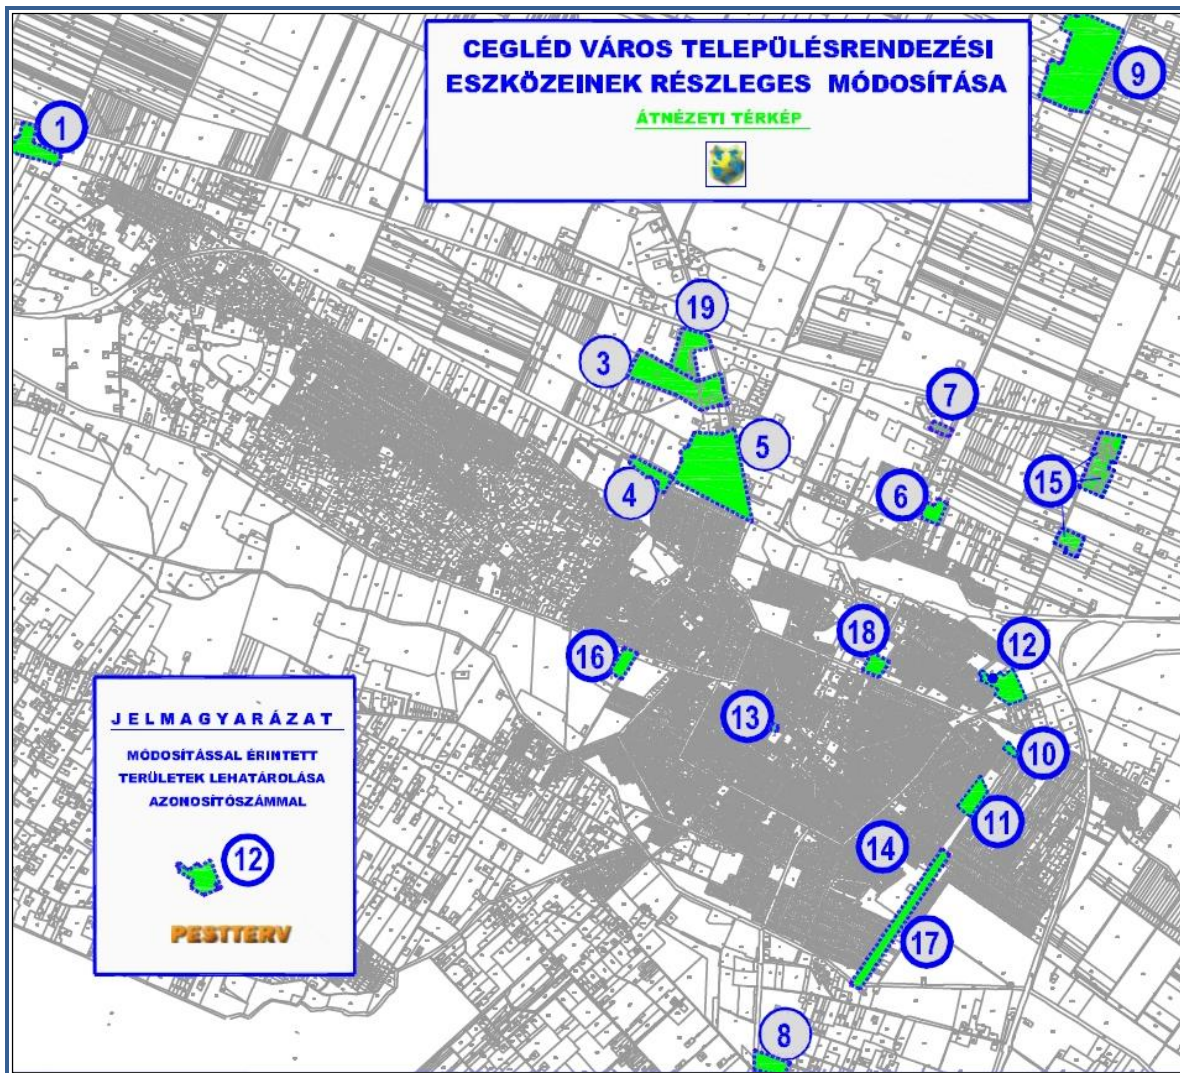 CEGLÉD VÁROS TELEPÜLÉSRENDEZÉSI
ESZKÖZEINEK RÉSZLEGES MÓDOSÍTÁSA
ÁTNÉZETI TÉRKÉP
9
1
19
3
7
5
4
6
15
18
12
16
13
10
11
14
17
8
JELMAGYARÁZAT
MÓDOSÍTÁSSAL ÉRINTETT
TERÜLETEK LEHATÁROLÁSA
AZONOSÍTÓSZÁMMAL
12
PESTTERV